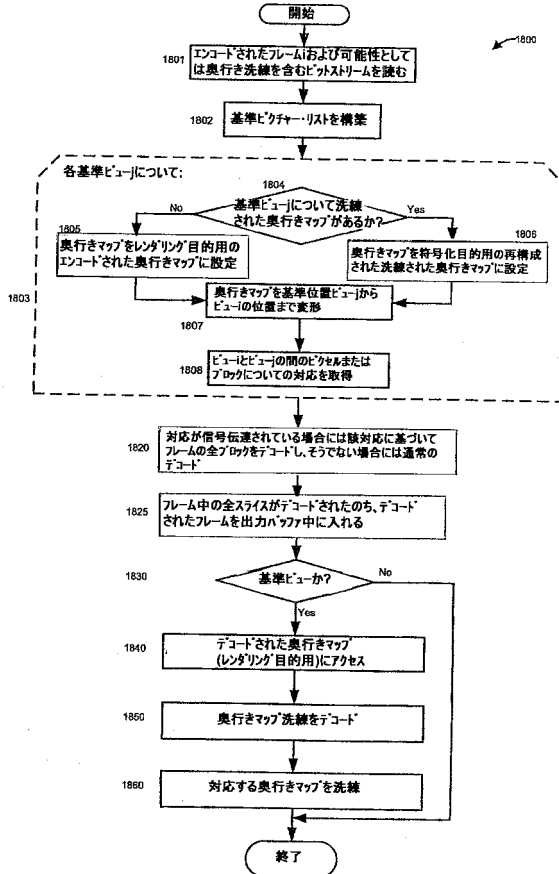 開始
1800
1801
エンコードされたフレームiおよび可能性として
は奥行き洗練を含むビットストリームを読む
1802
基準ピクチャー・リストを構築
各基準ビューjについて:
1804
基準ビューjについて洗練
された奥行きマップがあるか?
No
Yes
1805
奥行きマップをレンダリング目的用の
エンコードされた奥行きマップに設定
1806
奥行きマップを符号化目的用の再構成
された洗練された奥行きマップに設定
1803
奥行きマップを基準位置ビューjから
ビューiの位置まで変形
1807
ビューiとビューjの間のピクセルまたは
ブロックについての対応を取得
1808
1820
対応が信号伝達されている場合には該対応に基づいて
フレームの全ブロックをデコードし、そうでない場合には通常の
デコード
1825
フレーム中の全スライスがデコードされたのち、デコード
されたフレームを出力バッファ中に入れる
1830
基準ビューか?
No
Yes
1840
デコードされた奥行きマップ
(レンダリング目的用)にアクセス
1850
奥行きマップ洗練をデコード
1860
対応する奥行きマップを洗練
終了